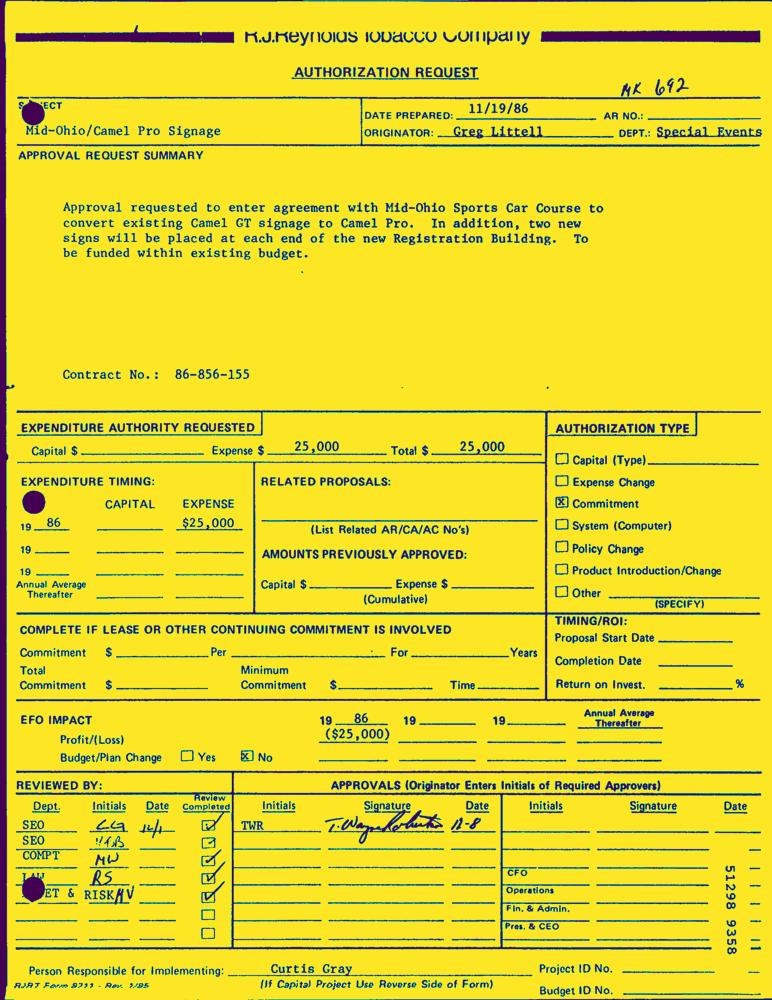 R.J.Reynolds Tobacco Company
AUTHORIZATION REQUEST
MK 692
Mid-Ohio/Camel Pro Signage
DATE PREPARED: 11/19/86 AR NO.:
ORIGINATOR: Greg Littell DEPT.: Special Events
APPROVAL REQUEST SUMMARY
Approval requested to enter agreement with Mid-Ohio Sports Car Course to
convert existing Camel GT signage to Camel Pro. In addition, two new
signs will be placed at each end of the new Registration Building. To
be funded within existing budget.
Contract No.: 86-856-155
EXPENDITURE AUTHORITY REQUESTED
Capital $ Expense $ 25,000 Total $ 25,000
EXPENDITURE TIMING:
CAPITAL EXPENSE
19 86 $25,000
19
19
Annual Average
Thereafter
RELATED PROPOSALS:
(List Related AR/CA/AC No's)
AMOUNTS PREVIOUSLY APPROVED:
Capital $ Expense $
(Cumulative)
AUTHORIZATION TYPE
Capital (Type)
Expense Change
Commitment
System (Computer)
Policy Change
Product Introduction/Change
Other
(SPECIFY)
COMPLETE IF LEASE OR OTHER CONTINUING COMMITMENT IS INVOLVED
Commitment $ Per For Years
Total Minimum
Commitment $ Commitment $ Time
TIMING/ROI:
Proposal Start Date
Completion Date
Return on Invest. %
EFO IMPACT 19 86 19 19 Annual Average
Thereafter
Profit/(Loss) ($25,000)
Budget/Plan Change Yes No
REVIEWED BY:
Dept. Initials Date Review
Completed
SEO 12/1
SEO
COMPT MW
LAW RS
ET & RISK MV
APPROVALS (Originator Enters Initials of Required Approvers)
Initials Signature Date Initials Signature Date
TWR T. Wayne Robertson 12-8
CFO
Operations
Fin. & Admin.
Pres. & CEO
51298 9358
Person Responsible for Implementing: Curtis Gray Project ID No.
RJRT Form 9211 - Rev. 1/85 (If Capital Project Use Reverse Side of Form) Budget ID No.